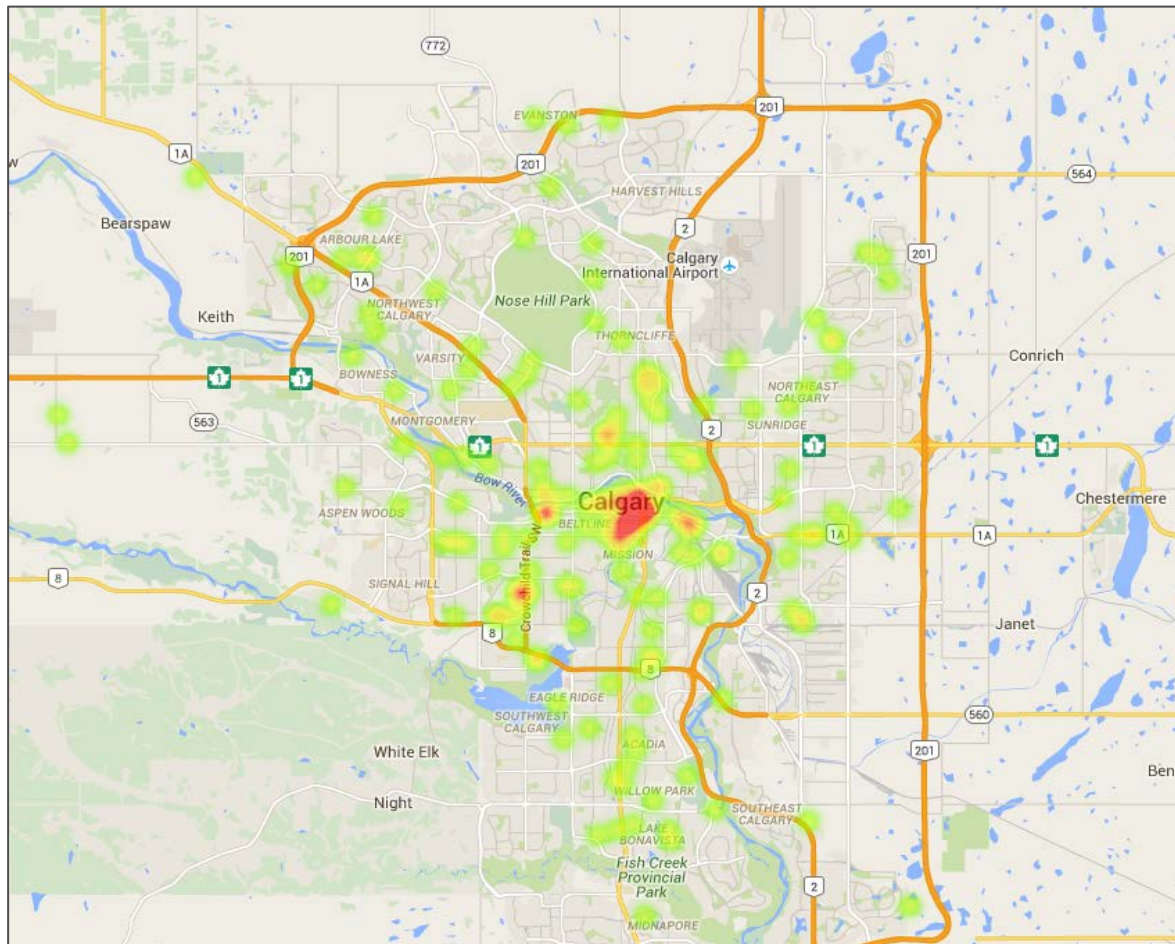 772
EVANSTON
201
1A
201
564
HARVEST HILLS
w
Bearspaw
2
ARBOUR LAKE
201
201
Calgary
International Airport
1A
NORTHWEST
CALGARY
Nose Hill Park
Keith
THORNCLIFFE
VARSITY
Conrich
1
1
BOWNESS
NORTHEAST
CALGARY
563
MONTGOMERY
SUNRIDGE
2
1
1
1
Bow River
Calgary
Chestermere
ASPEN WOODS
BELTLINE
1A
1A
MISSION
Crowchild Trail SW
8
SIGNAL HILL
2
8
Janet
8
EAGLE RIDGE
SOUTHWEST
CALGARY
560
White Elk
ACADIA
201
Ben
Night
WILLOW PARK
SOUTHEAST
CALGARY
LAKE
BONAVISTA
Fish Creek
Provincial
Park
2
MIDNAPORE